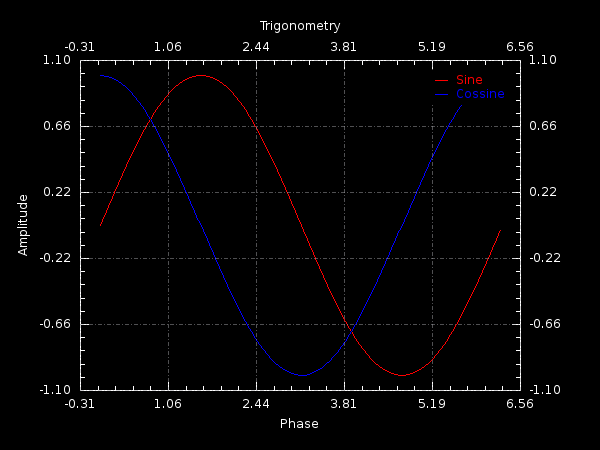 Trigonometry
-0.31 1.06 2.44 3.81 5.19 6.56
1.10 1.10
Sine
Cossine
0.66 0.66
0.22 0.22
Amplitude
-0.22 -0.22
-0.66 -0.66
-1.10 -1.10
-0.31 1.06 2.44 3.81 5.19 6.56
Phase